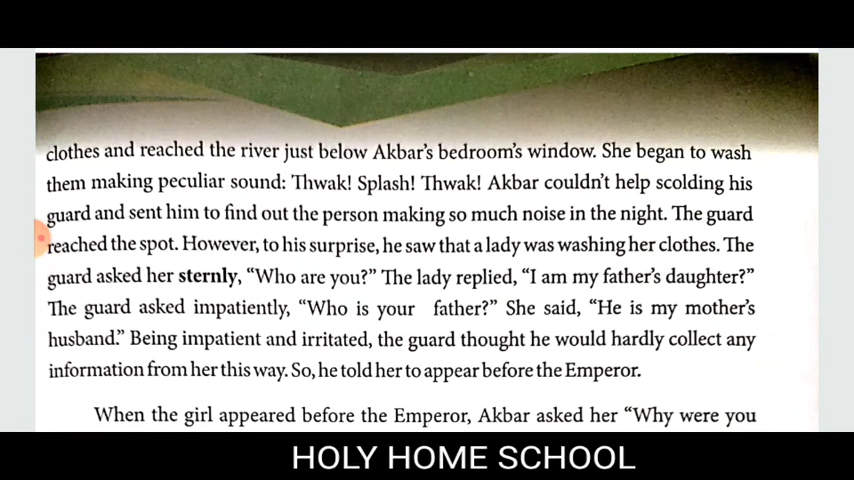 clothes and reached the river just below Akbar's bedroom's window. She began to wash
them making peculiar sound: Thwak! Splash! Thwak! Akbar couldn't help scolding his
guard and sent him to find out the person making so much noise in the night. The guard
reached the spot. However, to his surprise, he saw that a lady was washing her clothes. The
guard asked her sternly, “Who are you?” The lady replied, “I am my father's daughter?”
The guard asked impatiently, “Who is your father?” She said, “He is my mother's
husband.” Being impatient and irritated, the guard thought he would hardly collect any
information from her this way. So, he told her to appear before the Emperor.
When the girl appeared before the Emperor, Akbar asked her “Why were you
HOLY HOME SCHOOL